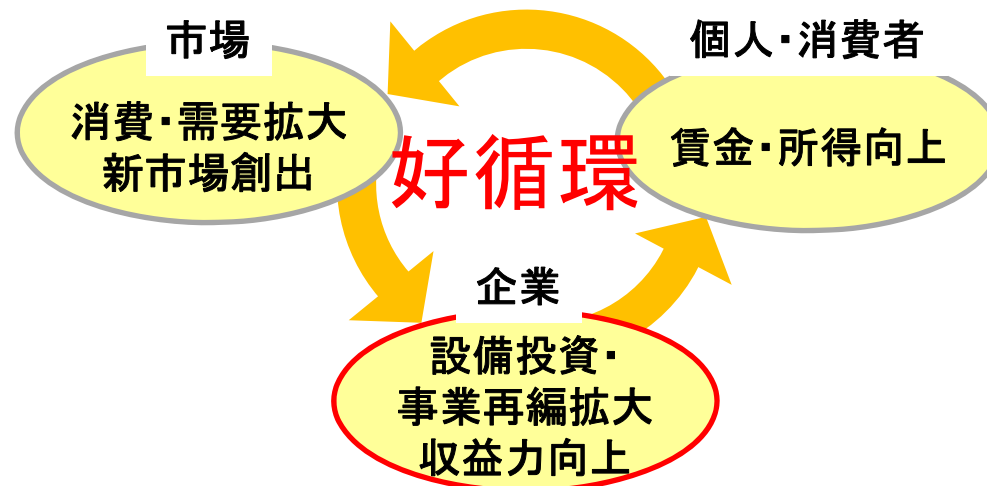 市場
消費・需要拡大
新市場創出
個人・消費者
賃金・所得向上
好循環
企業
設備投資・
事業再編拡大
収益力向上